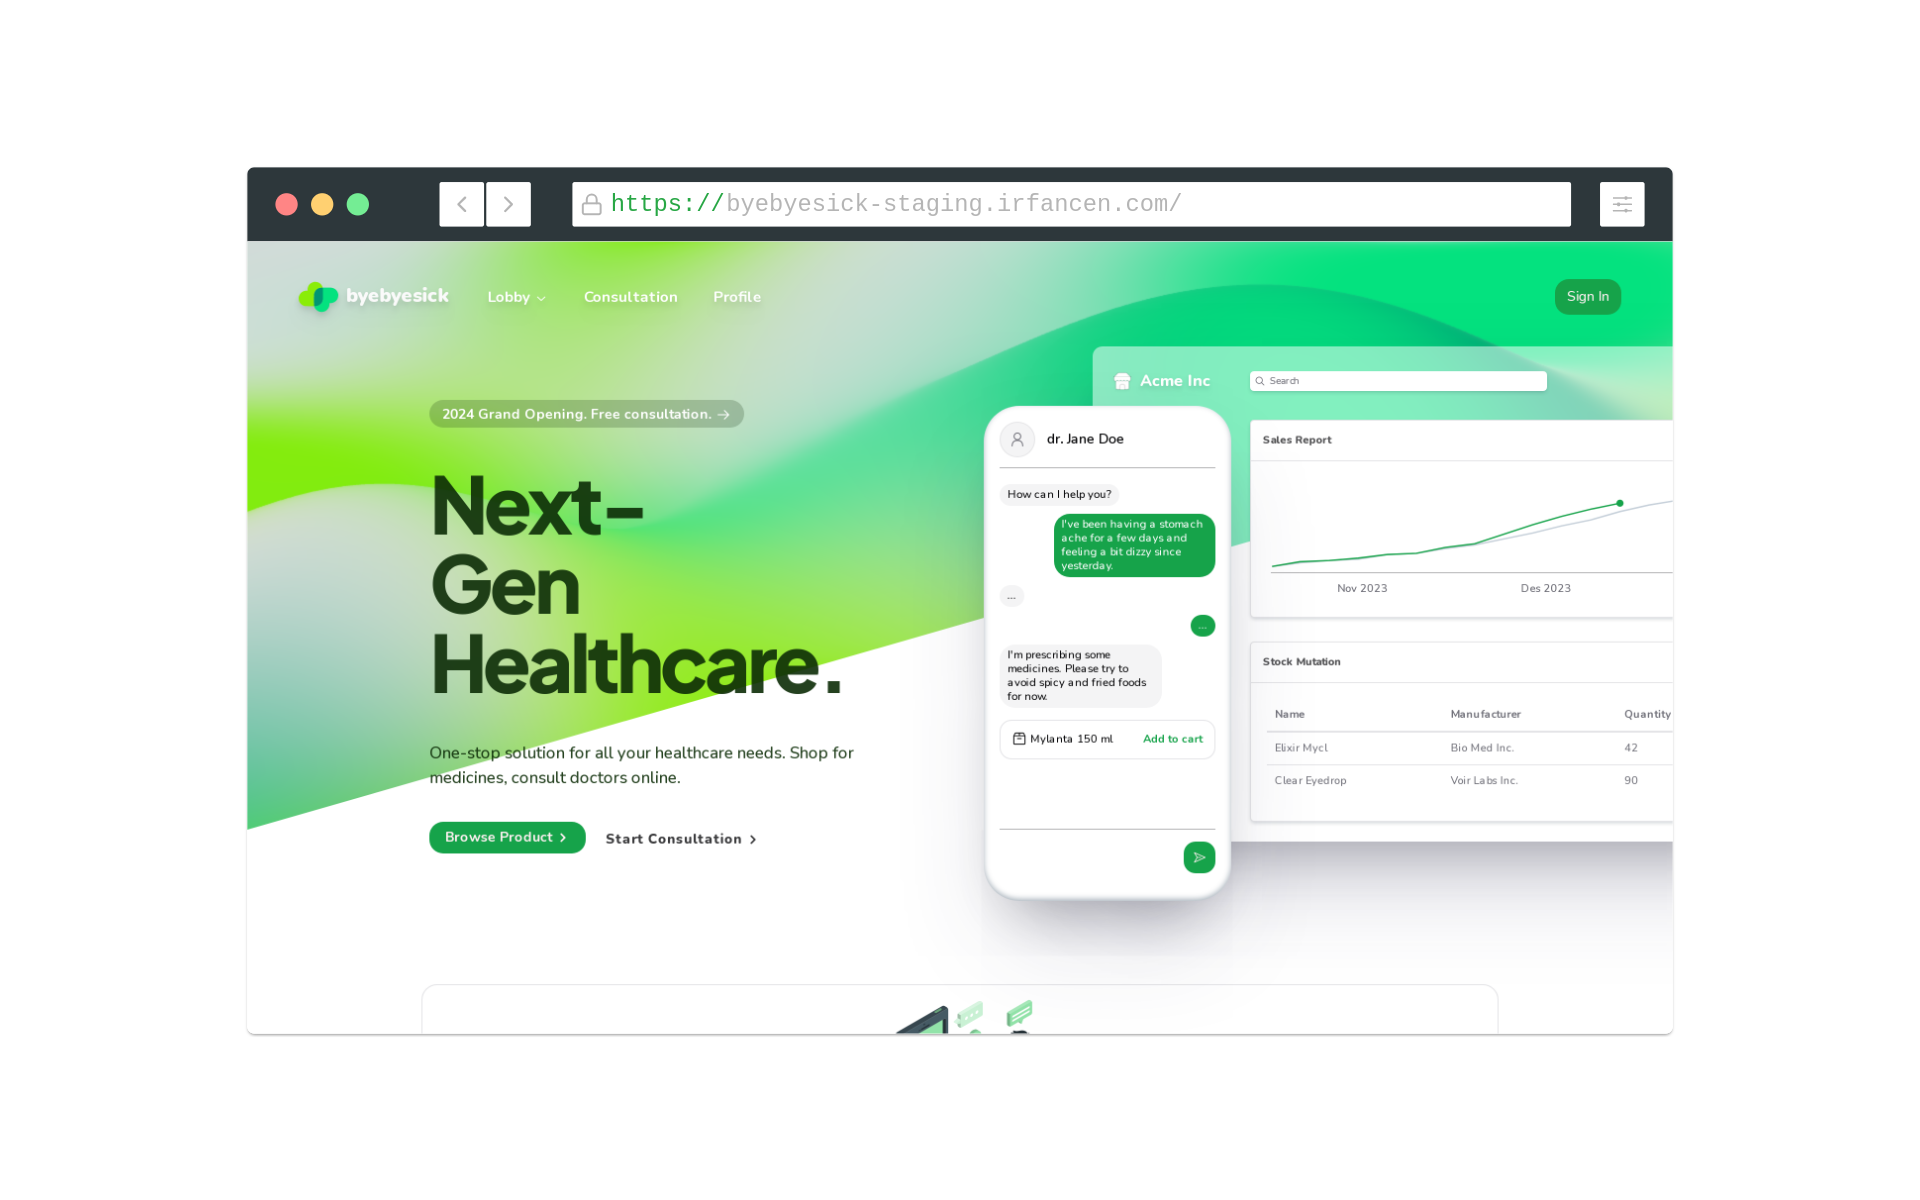 https://byebyesick-staging.irfancen.com/
byebyesick
Lobby
Consultation
Profile
Sign In
2024 Grand Opening. Free consultation.
Next-
Gen
Healthcare.
One-stop solution for all your healthcare needs. Shop for
medicines, consult doctors online.
Browse Product
Start Consultation
dr. Jane Doe
How can I help you?
I've been having a stomach
ache for a few days and
feeling a bit dizzy since
yesterday.
...
...
I'm prescribing some
medicines. Please try to
avoid spicy and fried foods
for now.
Mylanta 150 ml
Add to cart
Acme Inc
Search
Sales Report
Nov 2023
Des 2023
Stock Mutation
Name Manufacturer Quantity
Elixir Mycl Bio Med Inc. 42
Clear Eyedrop Voir Labs Inc. 90